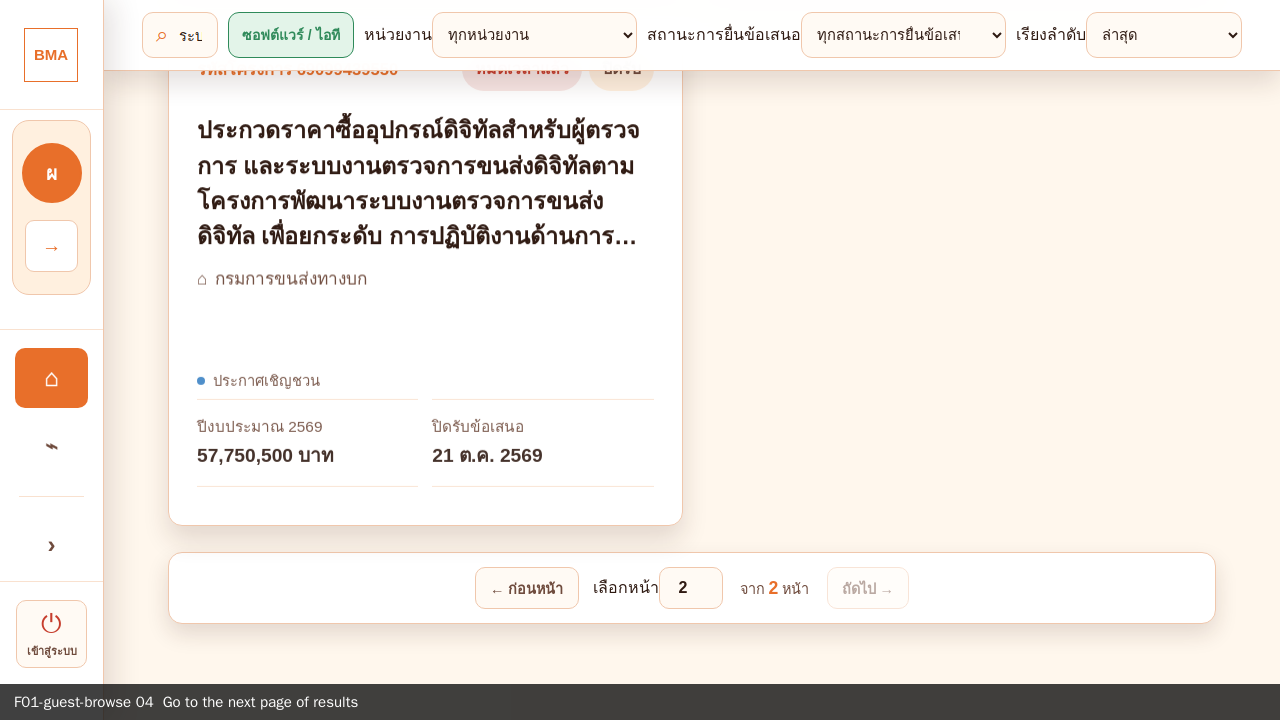 BMA
ระบ
ซอฟต์แวร์ / ไอที
หน่วยงาน ทุกหน่วยงาน
สถานะการยื่นข้อเสนอ ทุกสถานะการยื่นข้อเสน
เรียงลำดับ ล่าสุด
ผ
→
ประกวดราคาซื้ออุปกรณ์ดิจิทัลสำหรับผู้ตรวจ
การ และระบบงานตรวจการขนส่งดิจิทัลตาม
โครงการพัฒนาระบบงานตรวจการขนส่ง
ดิจิทัล เพื่อยกระดับ การปฏิบัติงานด้านการ…
กรมการขนส่งทางบก
ประกาศเชิญชวน
ปีงบประมาณ 2569
57,750,500 บาท
ปิดรับข้อเสนอ
21 ต.ค. 2569
← ก่อนหน้า
เลือกหน้า 2
จาก 2 หน้า
ถัดไป →
›
เข้าสู่ระบบ
F01-guest-browse 04 Go to the next page of results